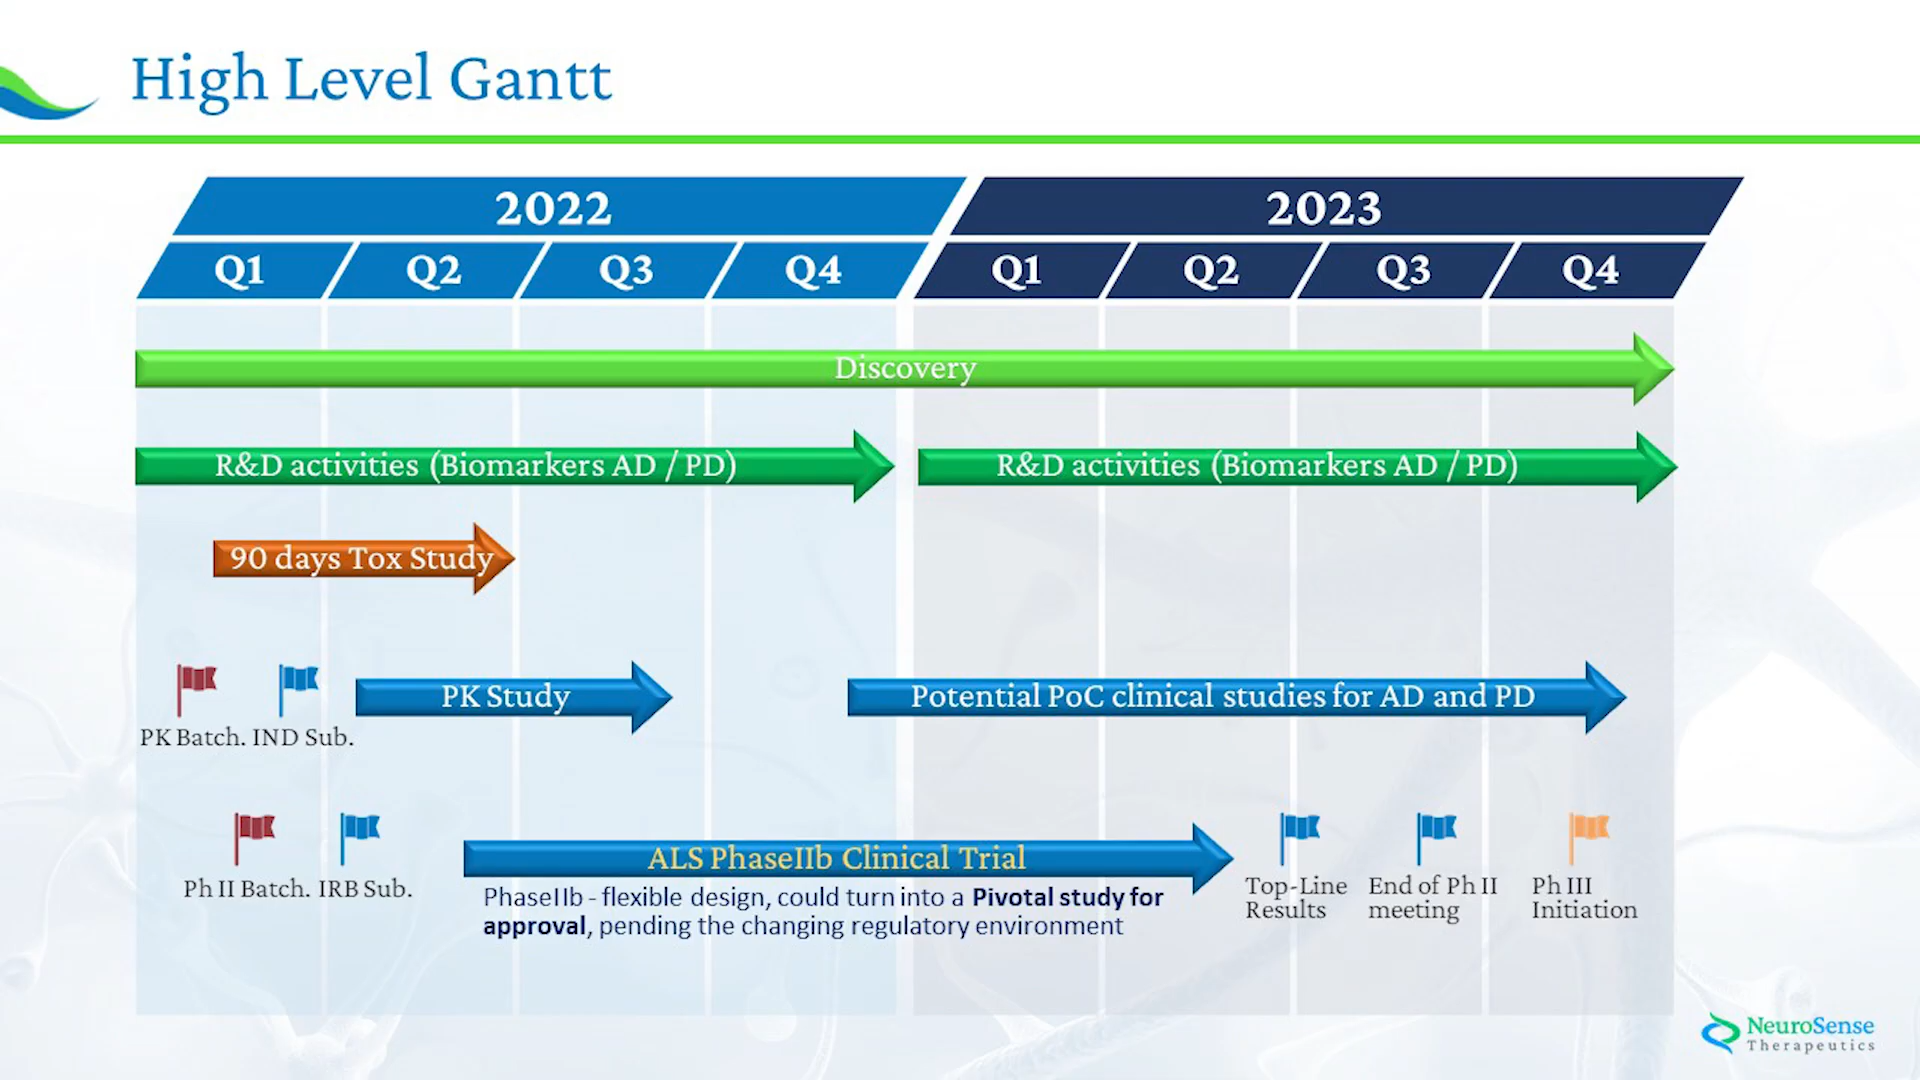 High Level Gantt
2022
2023
Q1
Q2
Q3
Q4
Q1
Q2
Q3
Q4
Discovery
R&D activities (Biomarkers AD / PD)
R&D activities (Biomarkers AD / PD)
90 days Tox Study
PK Batch.
IND Sub.
PK Study
Potential PoC clinical studies for AD and PD
Ph II Batch.
IRB Sub.
ALS PhaseIIb Clinical Trial
PhaseIIb - flexible design, could turn into a Pivotal study for
approval, pending the changing regulatory environment
Top-Line
Results
End of Ph II
meeting
Ph III
Initiation
NeuroSense
Therapeutics